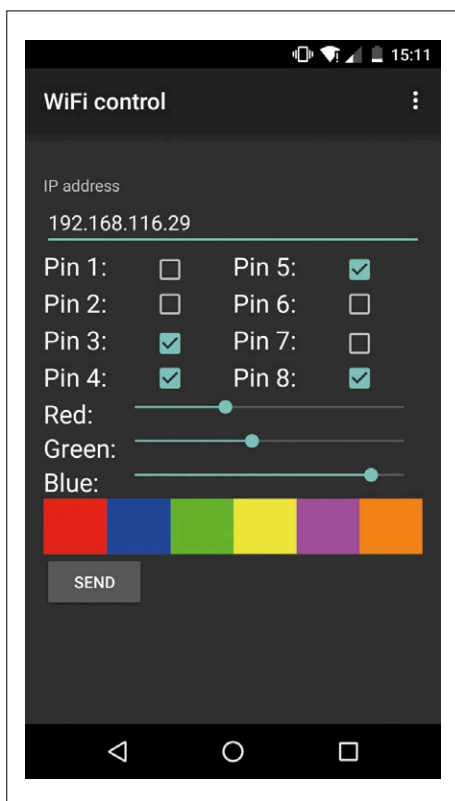 15:11
WiFi control
IP address
192.168.116.29
Pin 1: Pin 5:
Pin 2: Pin 6:
Pin 3: Pin 7:
Pin 4: Pin 8:
Red:
Green:
Blue:
SEND